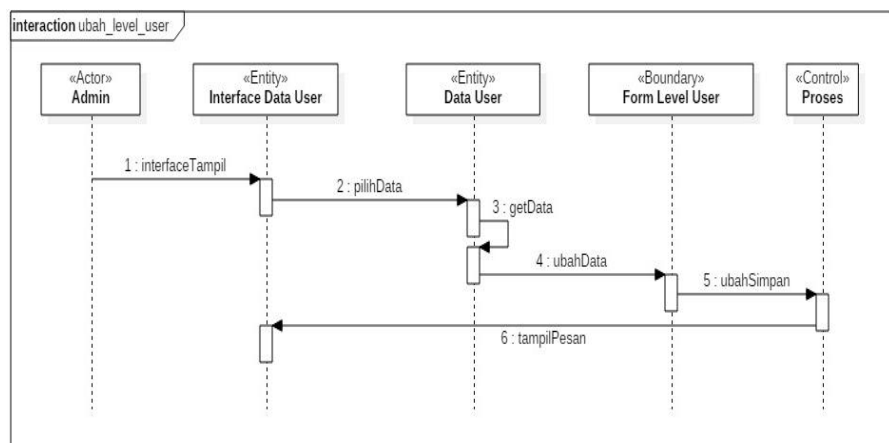 interaction ubah_level_user
«Actor»
Admin
«Entity»
Interface Data User
«Entity»
Data User
«Boundary»
Form Level User
«Control»
Proses
1 : interfaceTampil
2 : pilihData
3 : getData
4 : ubahData
5 : ubahSimpan
6 : tampilPesan